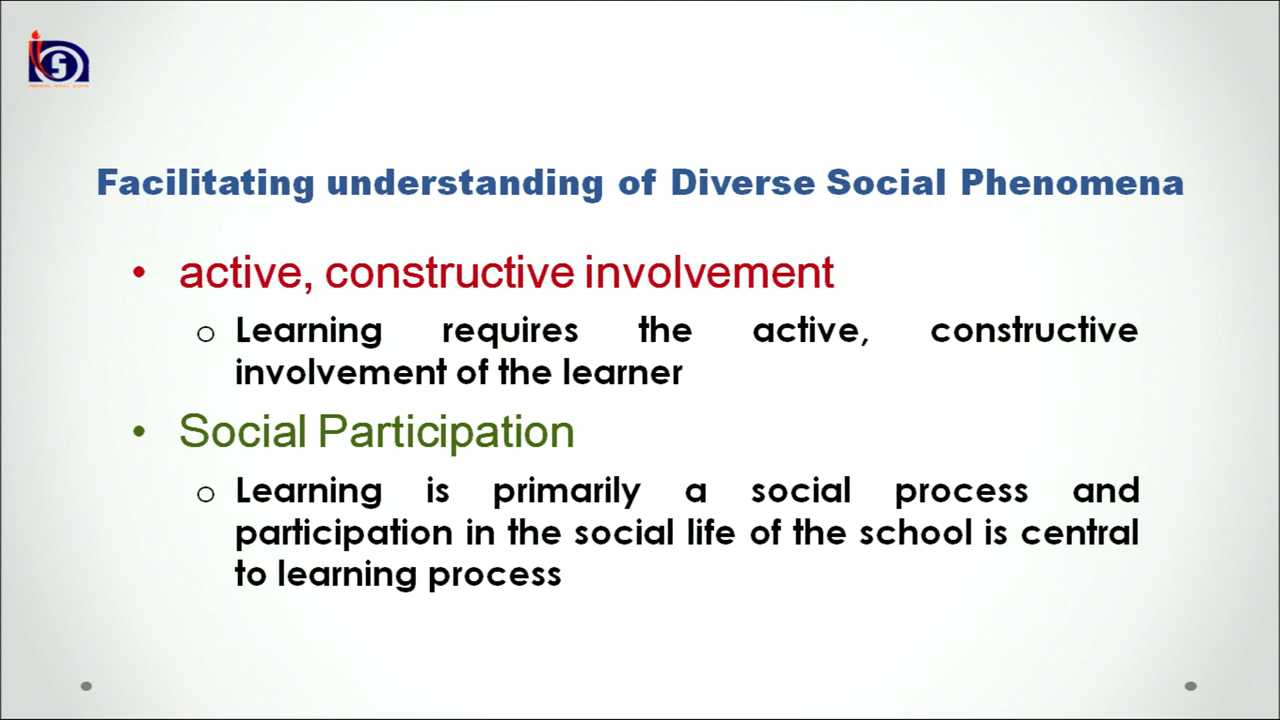 Facilitating understanding of Diverse Social Phenomena
• active, constructive involvement
o Learning requires the active, constructive
involvement of the learner
• Social Participation
o Learning is primarily a social process and
participation in the social life of the school is central
to learning process